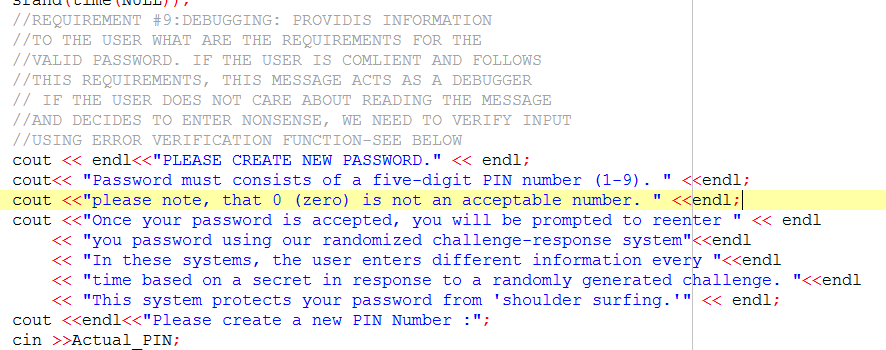 srand(time(NULL));
//REQUIREMENT #9:DEBUGGING: PROVIDIS INFORMATION
//TO THE USER WHAT ARE THE REQUIREMENTS FOR THE
//VALID PASSWORD. IF THE USER IS COMLIENT AND FOLLOWS
//THIS REQUIREMENTS, THIS MESSAGE ACTS AS A DEBUGGER
// IF THE USER DOES NOT CARE ABOUT READING THE MESSAGE
//AND DECIDES TO ENTER NONSENSE, WE NEED TO VERIFY INPUT
//USING ERROR VERIFICATION FUNCTION-SEE BELOW
cout << endl<<"PLEASE CREATE NEW PASSWORD." << endl;
cout<< "Password must consists of a five-digit PIN number (1-9). " <<endl;
cout <<"please note, that 0 (zero) is not an acceptable number. " <<endl;
cout <<"Once your password is accepted, you will be prompted to reenter " << endl
    << "you password using our randomized challenge-response system"<<endl
    << "In these systems, the user enters different information every "<<endl
    << "time based on a secret in response to a randomly generated challenge. "<<endl
    << "This system protects your password from 'shoulder surfing.'" << endl;
cout <<endl<<"Please create a new PIN Number :";
cin >>Actual_PIN;